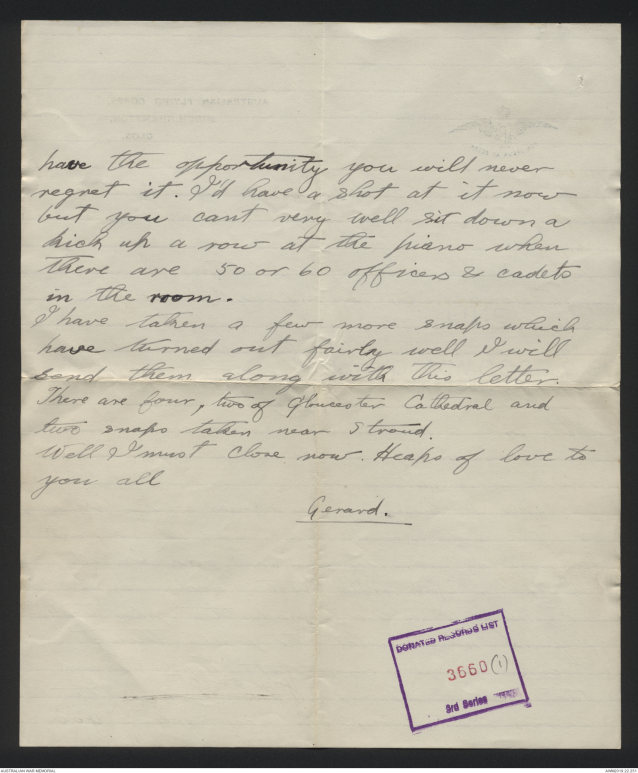 have the opportunity you will never
regret it. I'd have a shot at it now
but you cant very well sit down a
kick up a row at the piano when
there are 50 or 60 officers & cadets
in the room.
I have taken a few more snaps which
have turned out fairly well I will
send them along with this letter.
There are four, two of Gloucester Cathedral and
two snaps taken near Stroud.
Well I must close now. Heaps of love to
you all
Gerard.
DONATED RECORDS LIST
3660 (1)
3rd Series
AUSTRALIAN WAR MEMORIAL